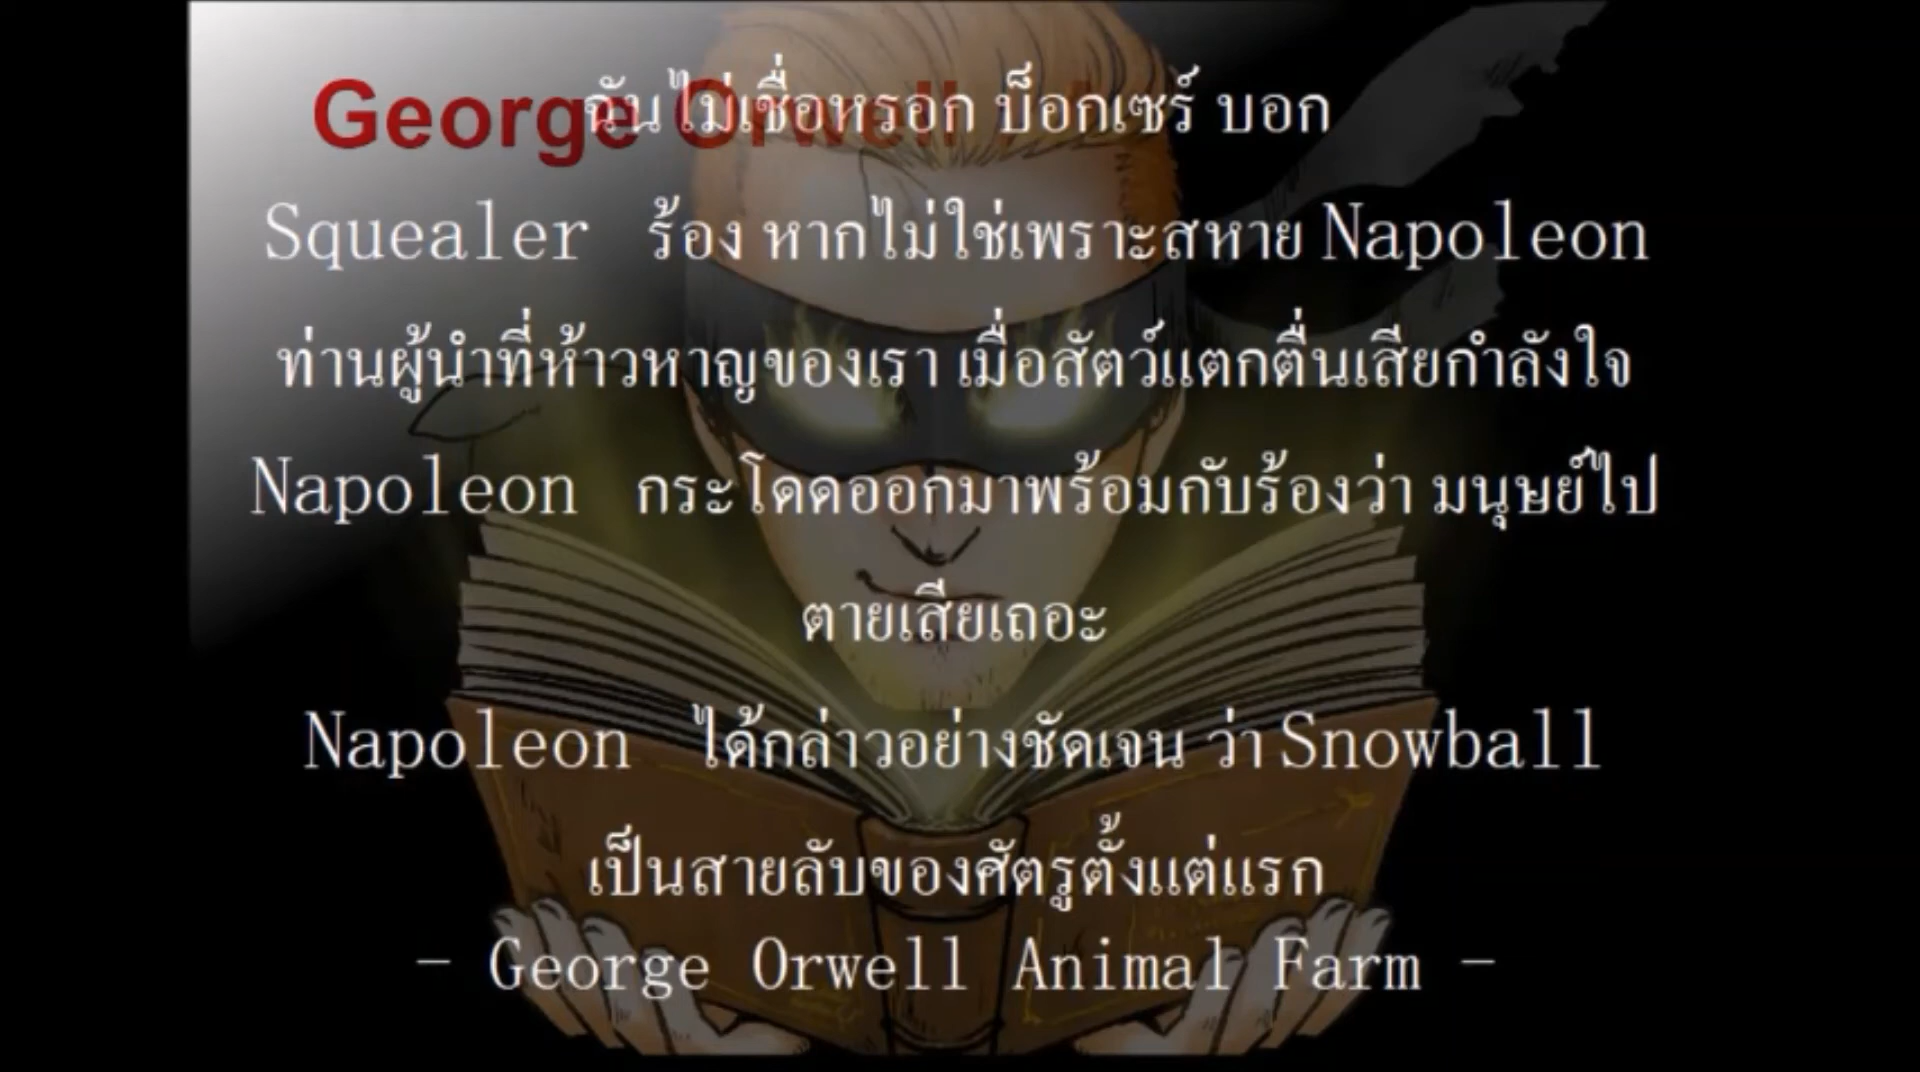 George Orwell
ฉันไม่เชื่อหรอก บ็อกเซร์ บอก
Squealer ร้อง หากไม่ใช่เพราะสหาย Napoleon
ท่านผู้นำที่ห้าวหาญของเรา เมื่อสัตว์แตกตื่นเสียกำลังใจ
Napoleon กระโดดออกมาพร้อมกับร้องว่า มนุษย์ไป
ตายเสียเถอะ
Napoleon ได้กล่าวอย่างชัดเจน ว่า Snowball
เป็นสายลับของศัตรูตั้งแต่แรก
- George Orwell Animal Farm -